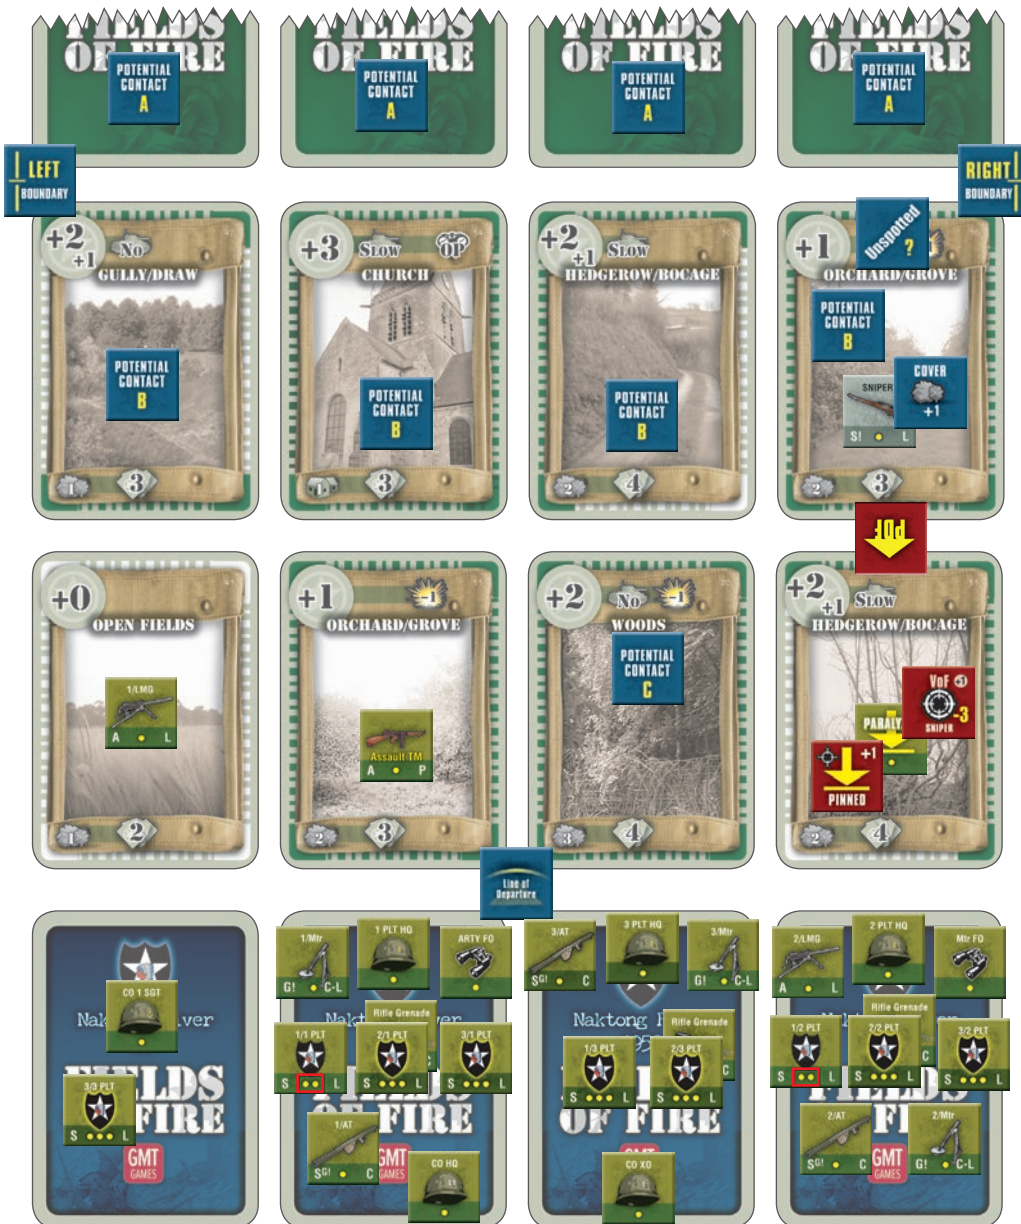 FIELDS
OF FIRE
POTENTIAL
CONTACT
A
FIELDS
OF FIRE
POTENTIAL
CONTACT
A
FIELDS
OF FIRE
POTENTIAL
CONTACT
A
FIELDS
OF FIRE
POTENTIAL
CONTACT
A
LEFT
BOUNDARY
RIGHT
BOUNDARY
+2
+1
No
GULLY/DRAW
POTENTIAL
CONTACT
B
1
3
+3
SLOW
OP
CHURCH
POTENTIAL
CONTACT
B
1
3
+2
+1
SLOW
HEDGEROW/BOCAGE
POTENTIAL
CONTACT
B
2
4
+1
Unspotted
?
ORCHARD/GROVE
POTENTIAL
CONTACT
B
SNIPER
S! L
COVER
+1
2
3
PDF
+0
OPEN FIELDS
1/LMG
A L
1
2
+1
-1
ORCHARD/GROVE
Assault TM
A P
2
3
+2
No
-1
WOODS
POTENTIAL
CONTACT
C
3
4
+2
+1
SLOW
HEDGEROW/BOCAGE
VoF +1
-3
SNIPER
PARALY
+1
PINNED
2
4
Line of
Departure
CO 1 SGT
3/3 PLT
S L
GMT
GAMES
1/Mtr
G! C-L
1 PLT HQ
ARTY FO
Rifle Grenade
C
1/1 PLT
S L
2/1 PLT
S L
3/1 PLT
S L
1/AT
SG! C
CO HQ
OF FIRE
GMT
GAMES
3/AT
SG! C
3 PLT HQ
3/Mtr
G! C-L
Naktong
Rifle Grenade
C
1/3 PLT
S L
2/3 PLT
S L
OF FIRE
GMT
CO XO
2/LMG
A L
2 PLT HQ
Mtr FO
Rifle Grenade
C
1/2 PLT
S L
2/2 PLT
S L
3/2 PLT
S L
2/AT
SG! C
2/Mtr
G! C-L
GMT
GAMES